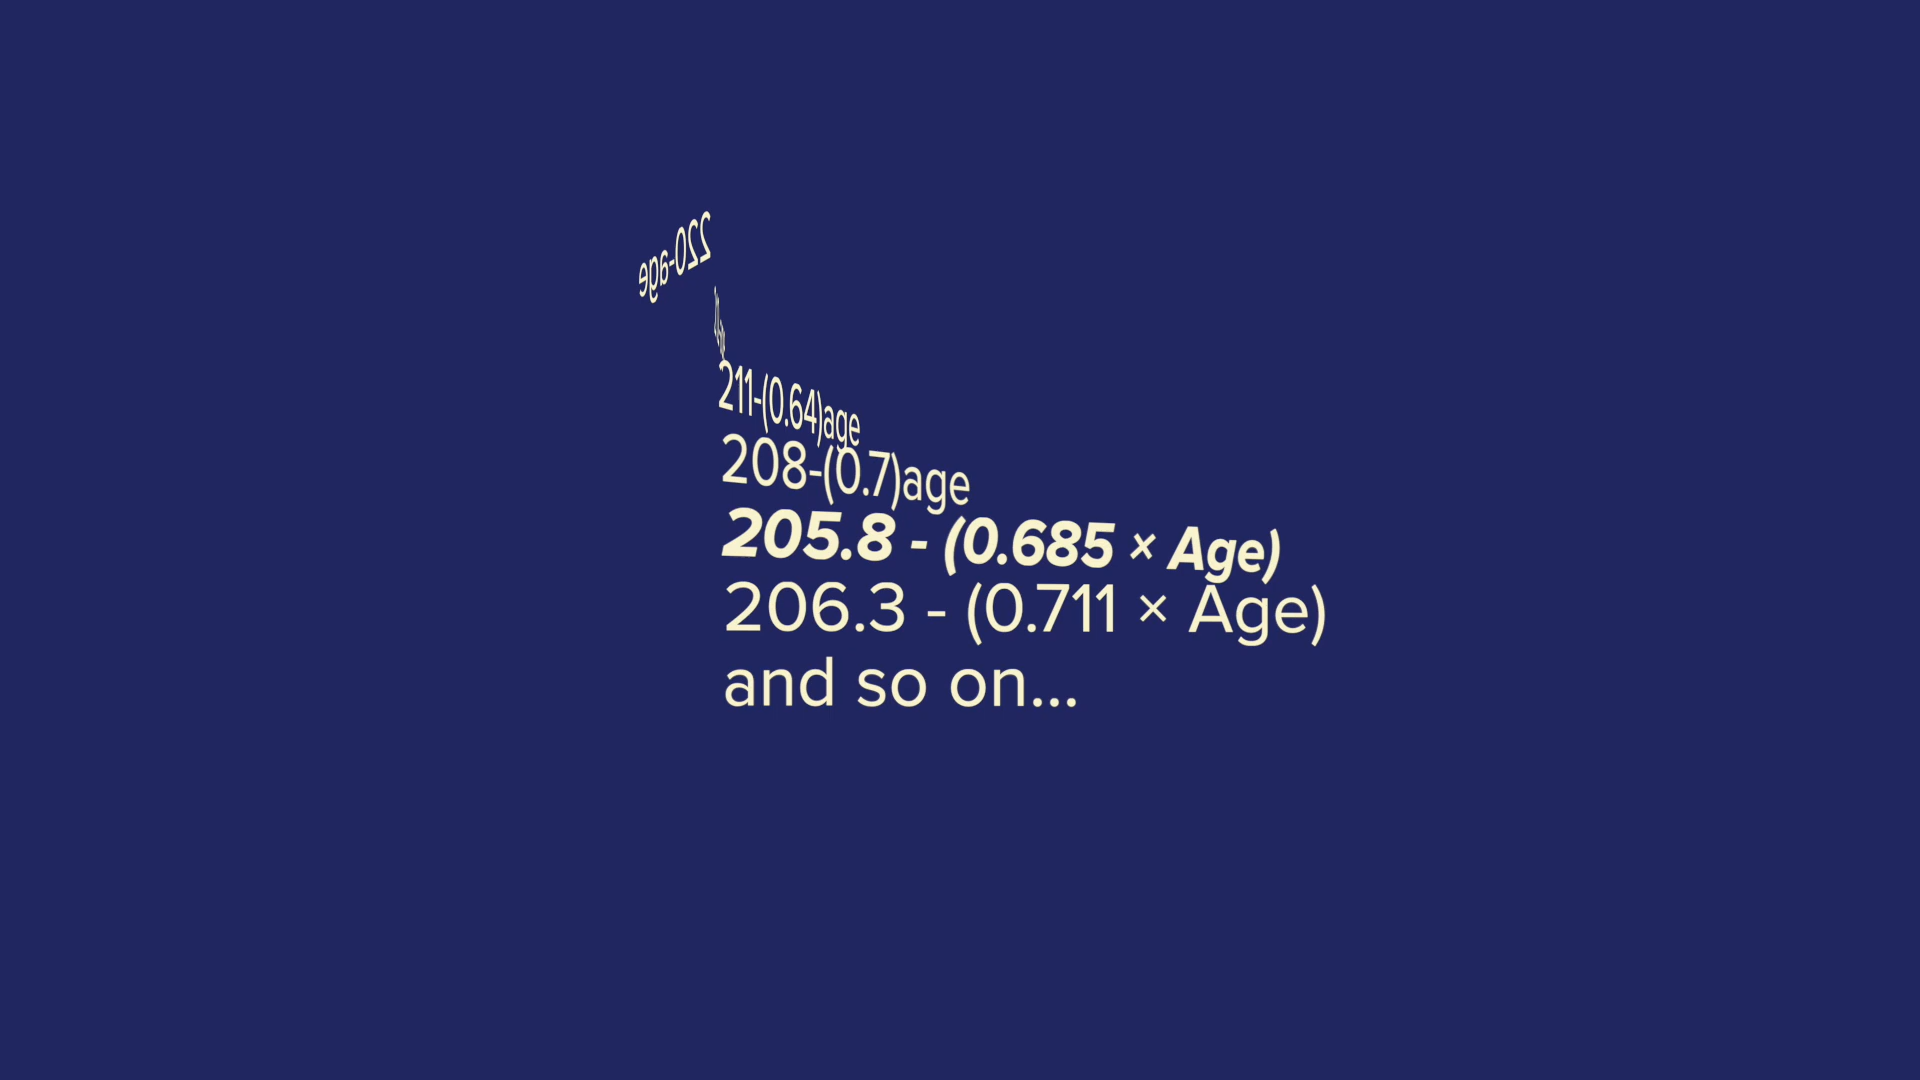 220-age
211-(0.64)age
208-(0.7)age
205.8 - (0.685 × Age)
206.3 - (0.711 × Age)
and so on...